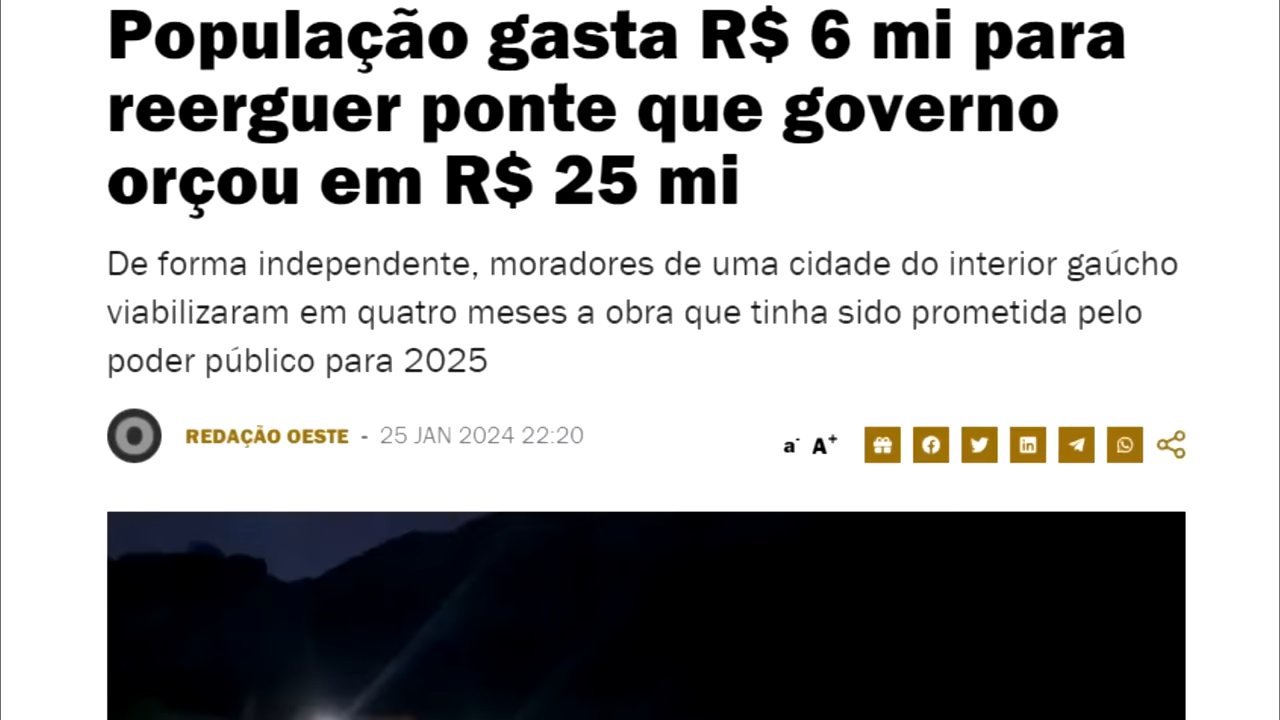 População gasta R$ 6 mi para
reerguer ponte que governo
orçou em R$ 25 mi
De forma independente, moradores de uma cidade do interior gaúcho
viabilizaram em quatro meses a obra que tinha sido prometida pelo
poder público para 2025
REDAÇÃO OESTE - 25 JAN 2024 22:20
a- A+